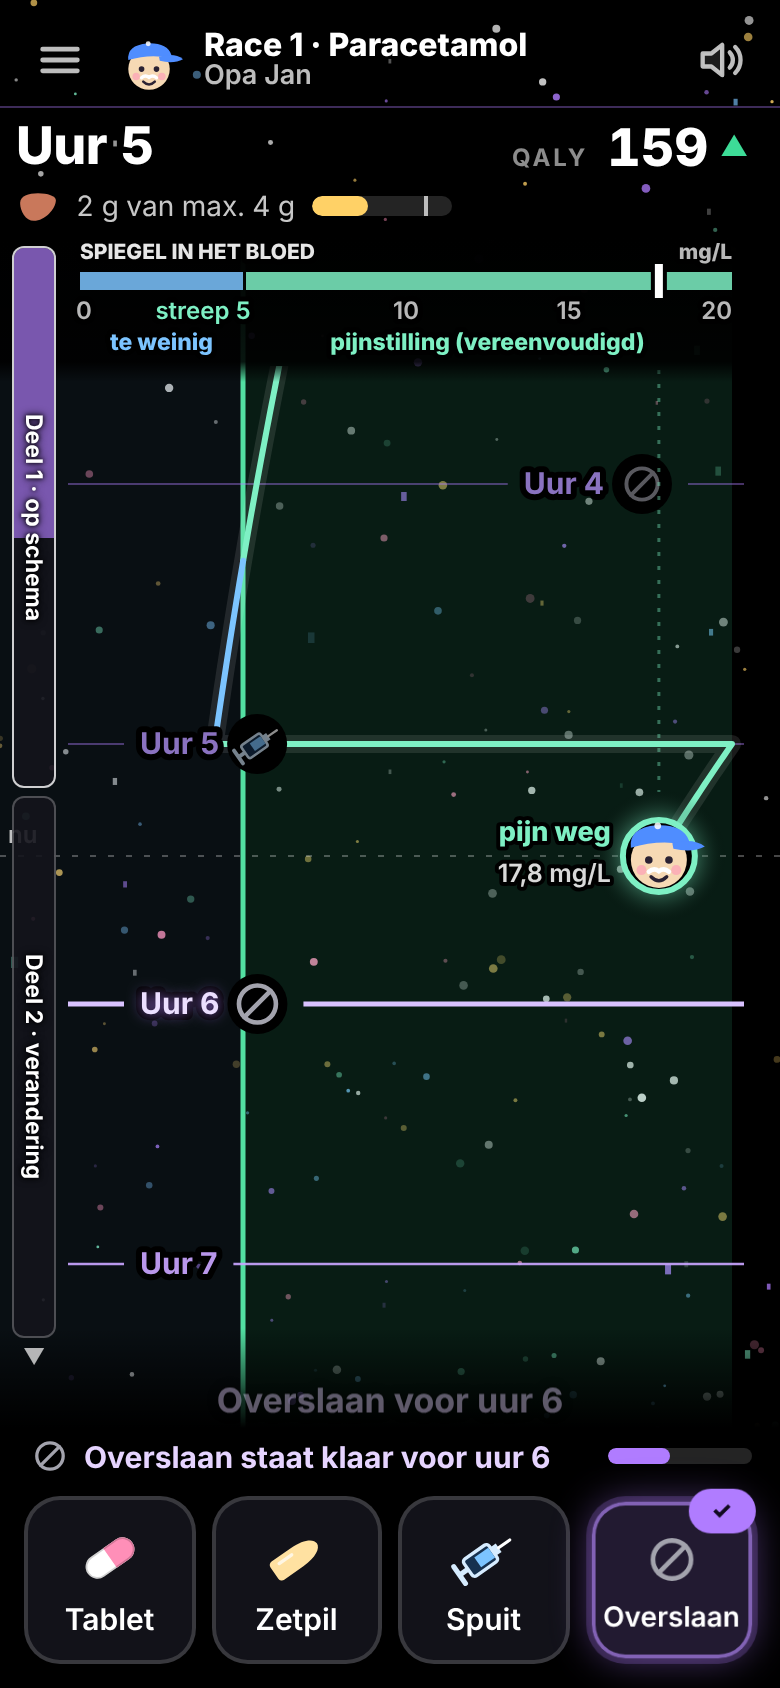 Race 1 · Paracetamol
Opa Jan
Uur 5
QALY 159
2 g van max. 4 g
SPIEGEL IN HET BLOED mg/L
0 streep 5 10 15 20
te weinig pijnstilling (vereenvoudigd)
Deel 1 · op schema
Uur 4
Uur 5
nu
pijn weg
17,8 mg/L
Uur 6
Deel 2 · verandering
Uur 7
Overslaan voor uur 6
Overslaan staat klaar voor uur 6
Tablet Zetpil Spuit Overslaan